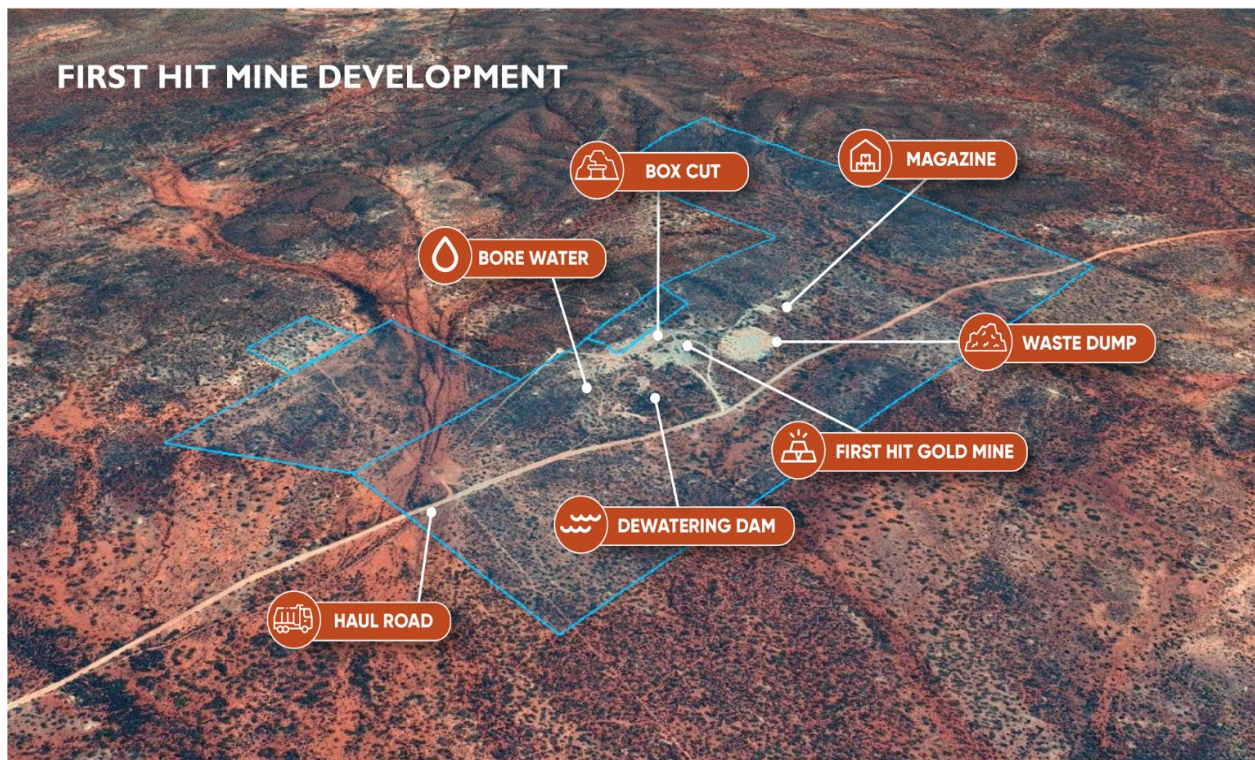 FIRST HIT MINE DEVELOPMENT
BOX CUT
MAGAZINE
BORE WATER
WASTE DUMP
FIRST HIT GOLD MINE
DEWATERING DAM
HAUL ROAD